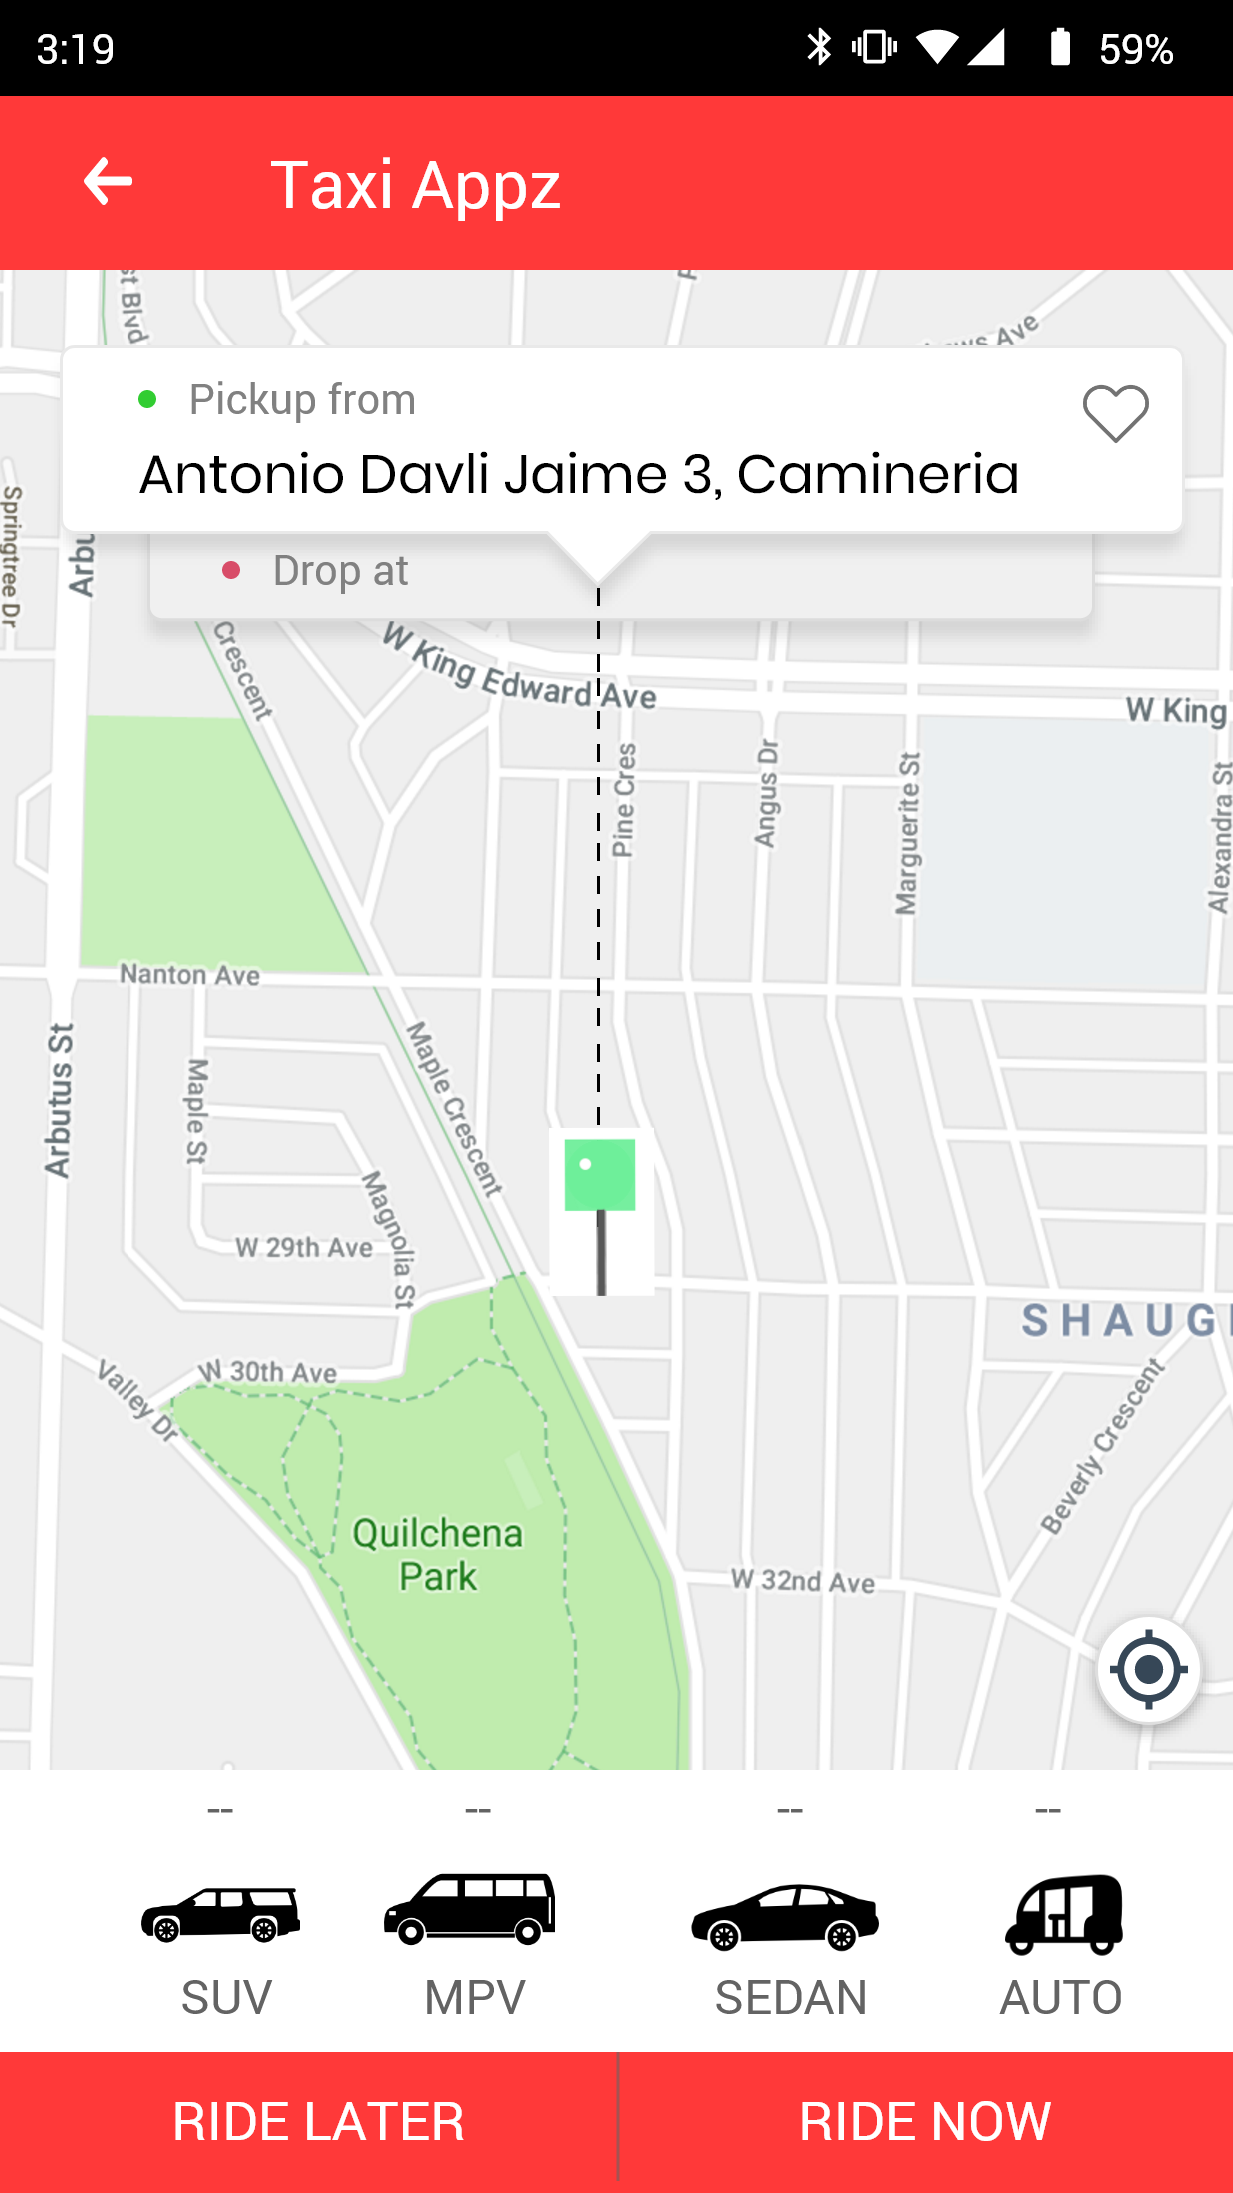 3:19
59%
Taxi Appz
Pickup from
Antonio Davli Jaime 3, Camineria
Drop at
Blvd
Ave
Springtree Dr
Crescent
W King Edward Ave
W King
Pine Cres
Angus Dr
Marguerite St
Alexandra St
Nanton Ave
Arbutus St
Maple St
Maple Crescent
Magnolia St
W 29th Ave
W 30th Ave
Valley Dr
Beverly Crescent
Quilchena
Park
W 32nd Ave
-- -- -- --
SUV MPV SEDAN AUTO
RIDE LATER RIDE NOW